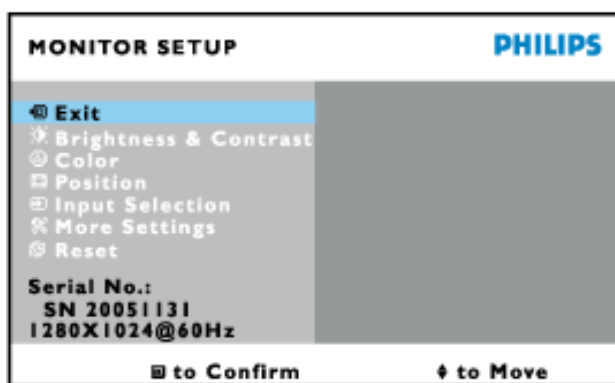 MONITOR SETUP PHILIPS
Exit
Brightness & Contrast
Color
Position
Input Selection
More Settings
Reset
Serial No.:
SN 20051131
1280X1024@60Hz
to Confirm to Move